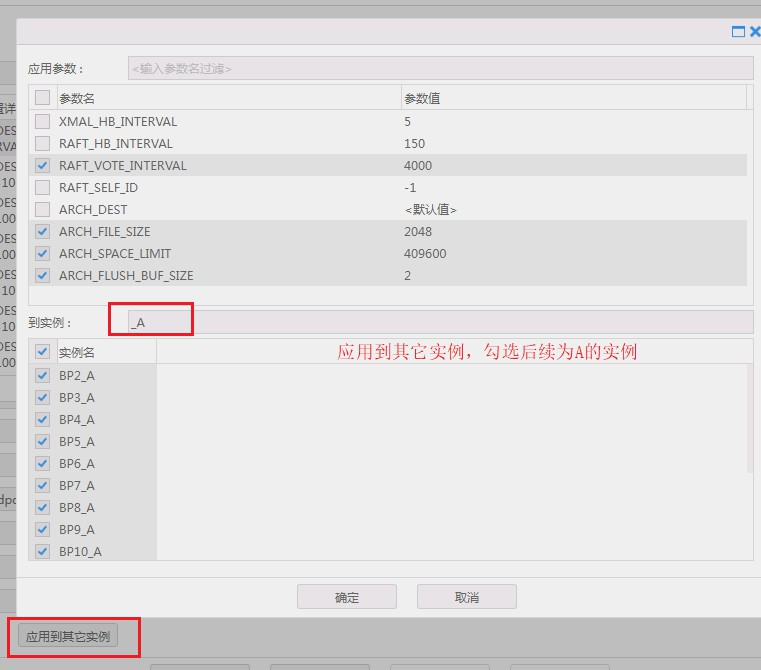 应用参数：
<输入参数名过滤>
参数名 参数值
XMAL_HB_INTERVAL 5
RAFT_HB_INTERVAL 150
RAFT_VOTE_INTERVAL 4000
RAFT_SELF_ID -1
ARCH_DEST <默认值>
ARCH_FILE_SIZE 2048
ARCH_SPACE_LIMIT 409600
ARCH_FLUSH_BUF_SIZE 2
到实例： _A
实例名
应用到其它实例，勾选后续为A的实例
BP2_A
BP3_A
BP4_A
BP5_A
BP6_A
BP7_A
BP8_A
BP9_A
BP10_A
确定 取消
应用到其它实例